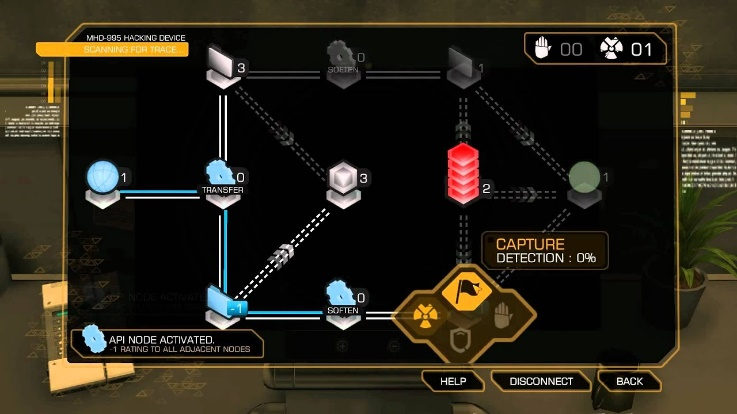 MHD-995 HACKING DEVICE
SCANNING FOR TRACE...
00
01
3
0
SOFTEN
1
1
0
TRANSFER
3
2
1
CAPTURE
DETECTION : 0%
-1
0
SOFTEN
API NODE ACTIVATED.
-1 RATING TO ALL ADJACENT NODES
HELP
DISCONNECT
BACK